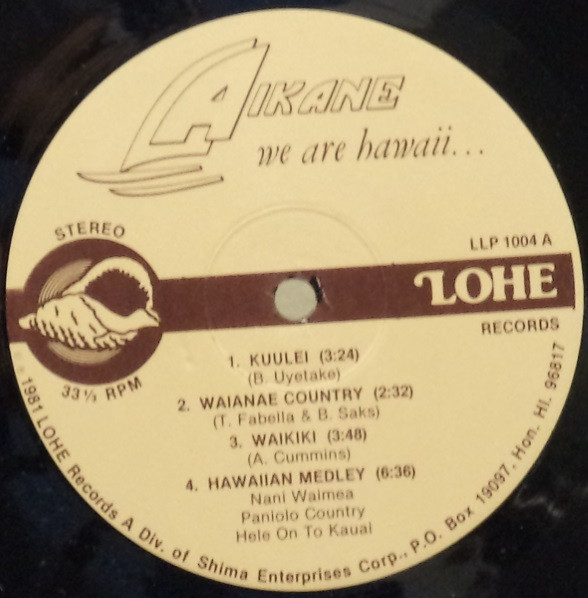 AIKANE
we are hawaii...
STEREO
LLP 1004 A
LOHE
RECORDS
33⅓ RPM
1. KUULEI (3:24)
(B. Uyetake)
2. WAIANAE COUNTRY (2:32)
(T. Fabella & B. Saks)
3. WAIKIKI (3:48)
(A. Cummins)
4. HAWAIIAN MEDLEY (6:36)
Nani Waimea
Paniolo Country
Hele On To Kauai
1981 LOHE Records A Div. of Shima Enterprises Corp., P.O. Box 19097, Hon. HI. 96817